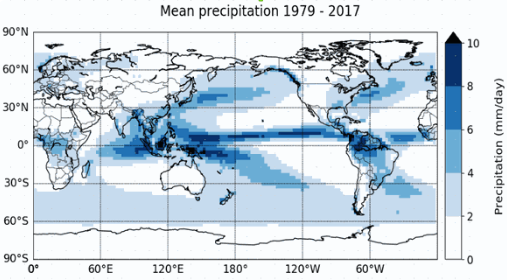 Mean precipitation 1979 - 2017
90°N
60°N
30°N
0°
30°S
60°S
90°S
0°
60°E
120°E
180°
120°W
60°W
10
8
6
4
2
0
Precipitation (mm/day)